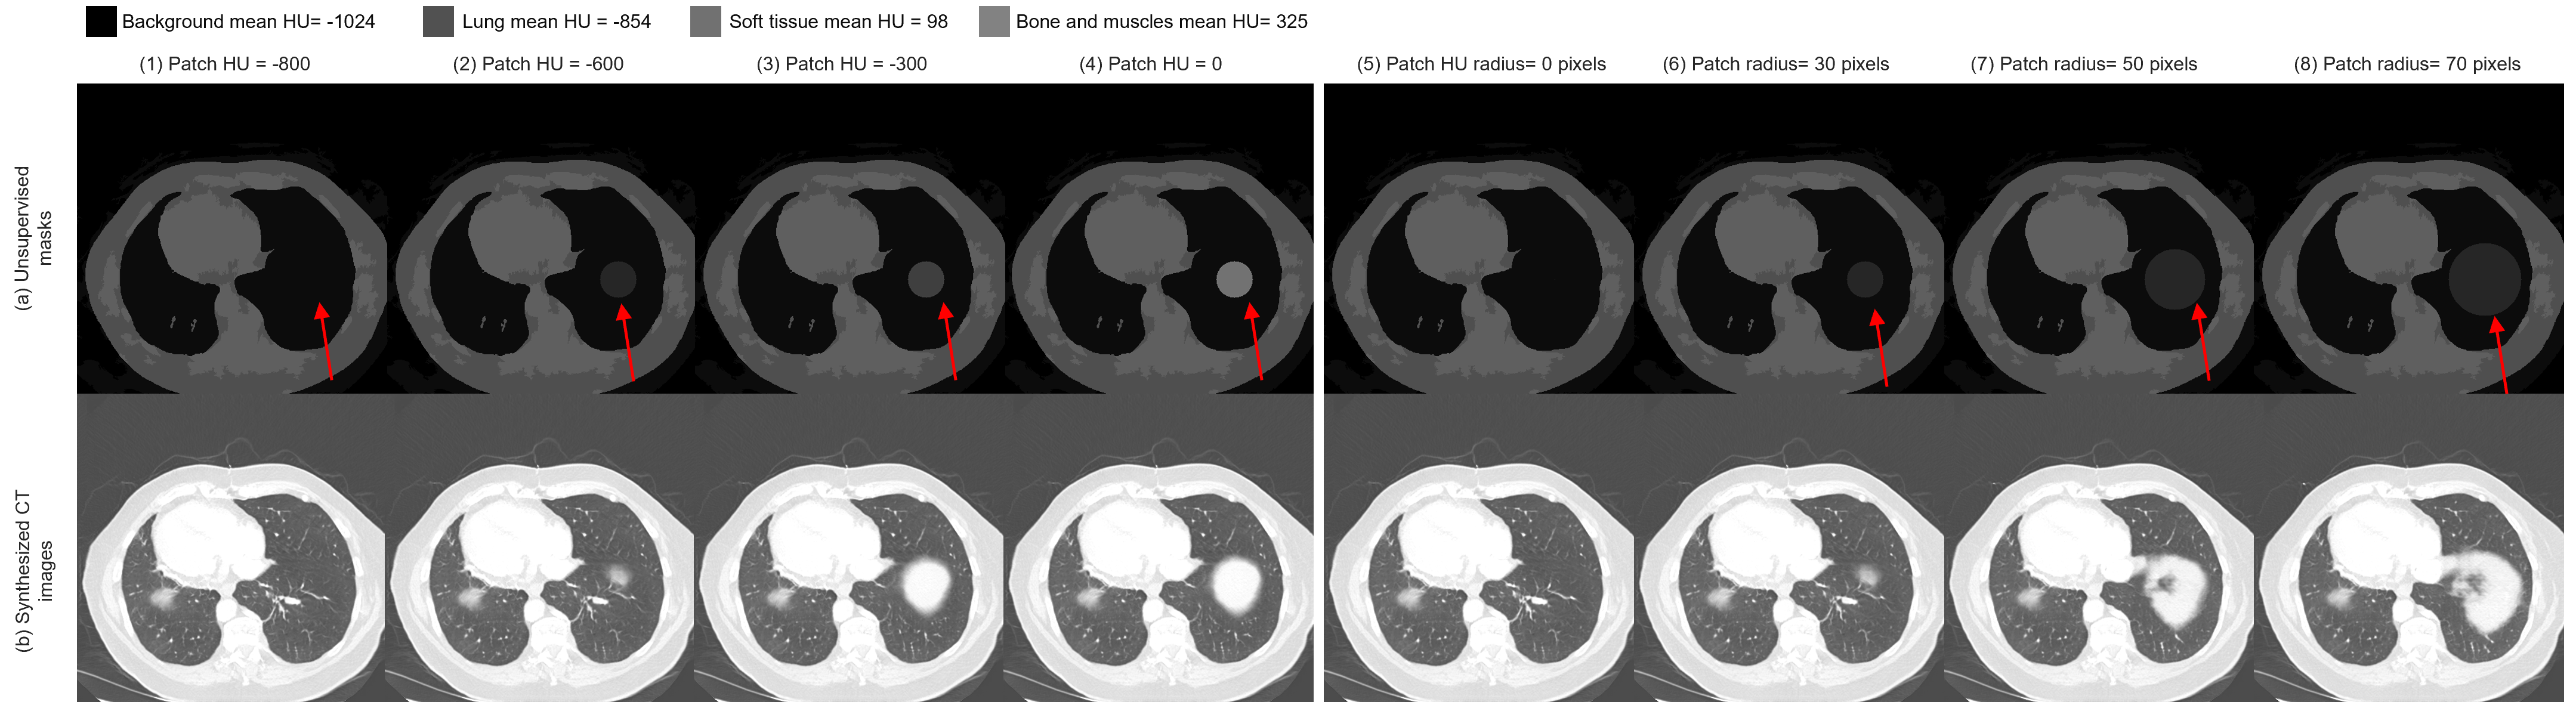 Background mean HU= -1024
Lung mean HU = -854
Soft tissue mean HU = 98
Bone and muscles mean HU= 325
(1) Patch HU = -800
(2) Patch HU = -600
(3) Patch HU = -300
(4) Patch HU = 0
(5) Patch HU radius= 0 pixels
(6) Patch radius= 30 pixels
(7) Patch radius= 50 pixels
(8) Patch radius= 70 pixels
(a) Unsupervised
masks
(b) Synthesized CT
images